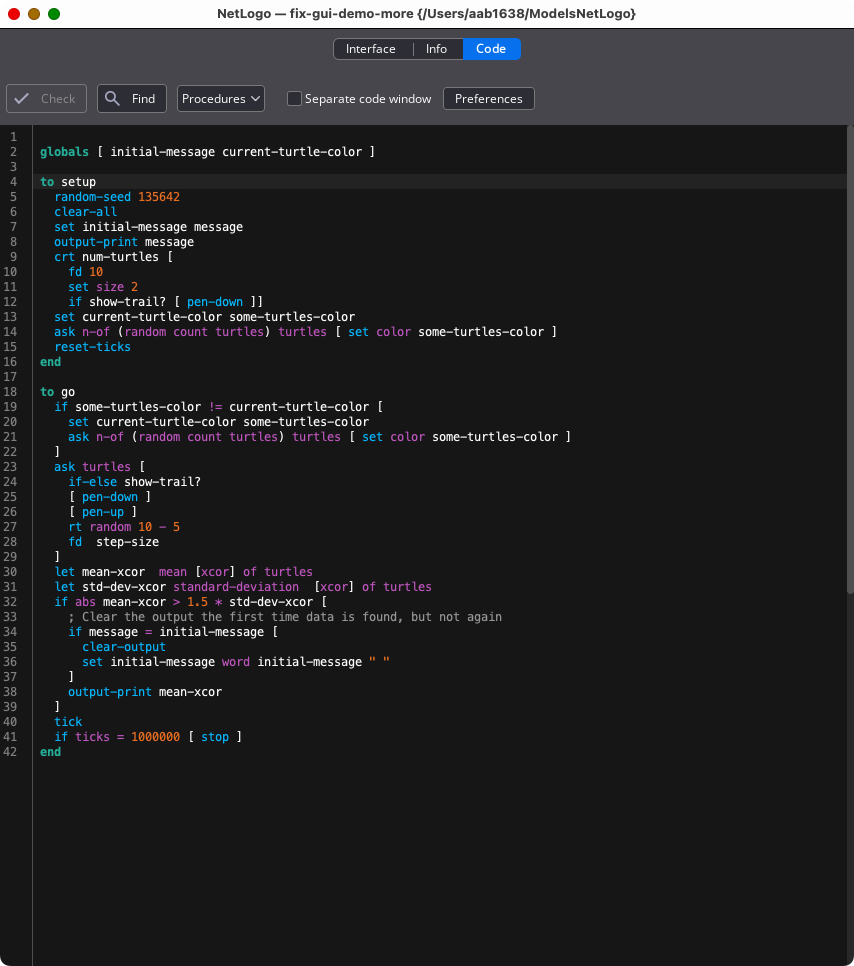 NetLogo — fix-gui-demo-more {/Users/aab1638/ModelsNetLogo}
Interface Info Code
Check Find Procedures Separate code window Preferences
1
2 globals [ initial-message current-turtle-color ]
3
4 to setup
5   random-seed 135642
6   clear-all
7   set initial-message message
8   output-print message
9   crt num-turtles [
10     fd 10
11     set size 2
12     if show-trail? [ pen-down ]]
13   set current-turtle-color some-turtles-color
14   ask n-of (random count turtles) turtles [ set color some-turtles-color ]
15   reset-ticks
16 end
17
18 to go
19   if some-turtles-color != current-turtle-color [
20     set current-turtle-color some-turtles-color
21     ask n-of (random count turtles) turtles [ set color some-turtles-color ]
22   ]
23   ask turtles [
24     if-else show-trail?
25     [ pen-down ]
26     [ pen-up ]
27     rt random 10 - 5
28     fd  step-size
29   ]
30   let mean-xcor  mean [xcor] of turtles
31   let std-dev-xcor standard-deviation  [xcor] of turtles
32   if abs mean-xcor > 1.5 * std-dev-xcor [
33     ; Clear the output the first time data is found, but not again
34     if message = initial-message [
35       clear-output
36       set initial-message word initial-message " "
37     ]
38     output-print mean-xcor
39   ]
40   tick
41   if ticks = 1000000 [ stop ]
42 end